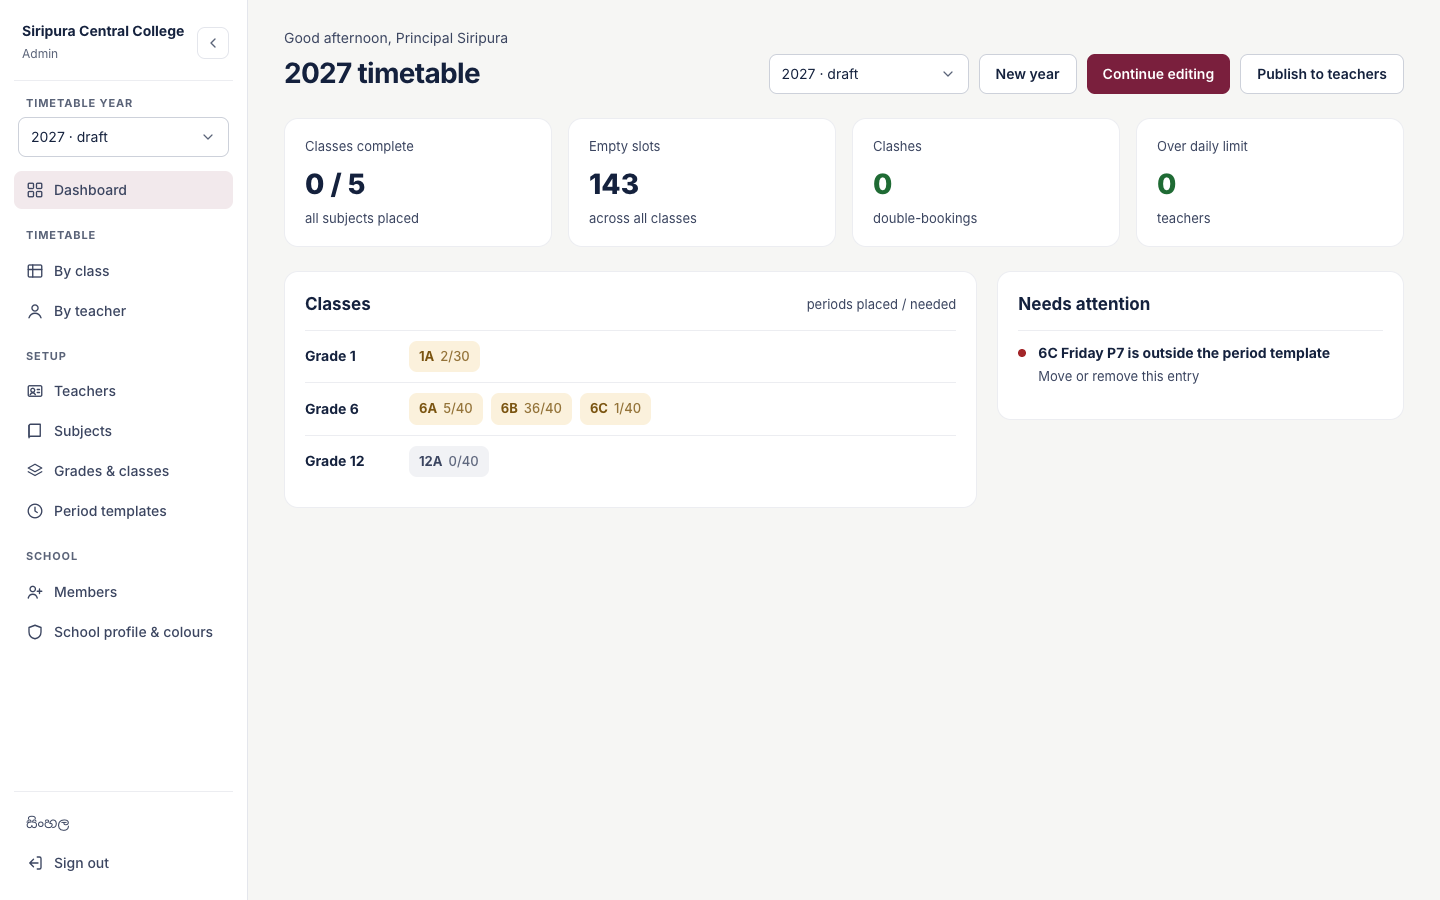 Siripura Central College
Admin
TIMETABLE YEAR
2027 · draft
Dashboard
TIMETABLE
By class
By teacher
SETUP
Teachers
Subjects
Grades & classes
Period templates
SCHOOL
Members
School profile & colours
සිංහල
Sign out
Good afternoon, Principal Siripura
2027 timetable
2027 · draft
New year
Continue editing
Publish to teachers
Classes complete
0 / 5
all subjects placed
Empty slots
143
across all classes
Clashes
0
double-bookings
Over daily limit
0
teachers
Classes
periods placed / needed
Grade 1
1A 2/30
Grade 6
6A 5/40
6B 36/40
6C 1/40
Grade 12
12A 0/40
Needs attention
6C Friday P7 is outside the period template
Move or remove this entry